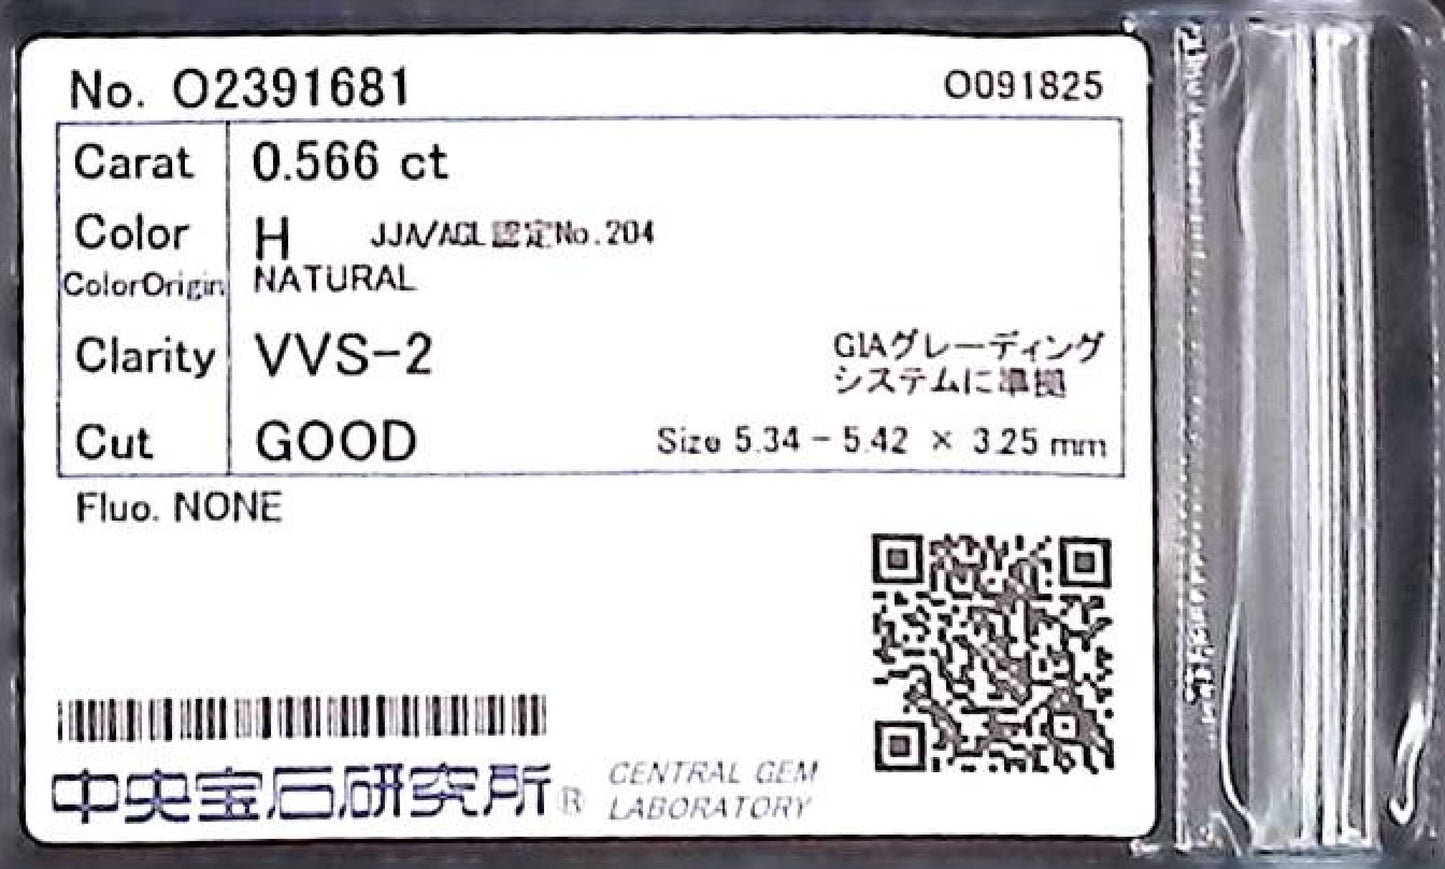 No. O2391681 O091825
Carat 0.566 ct
Color H JJA/AGL認定No.204
ColorOrigin NATURAL
Clarity VVS-2 GIAグレーディング
システムに準拠
Cut GOOD Size 5.34 - 5.42 × 3.25 mm
Fluo. NONE
中央宝石研究所® CENTRAL GEM
LABORATORY